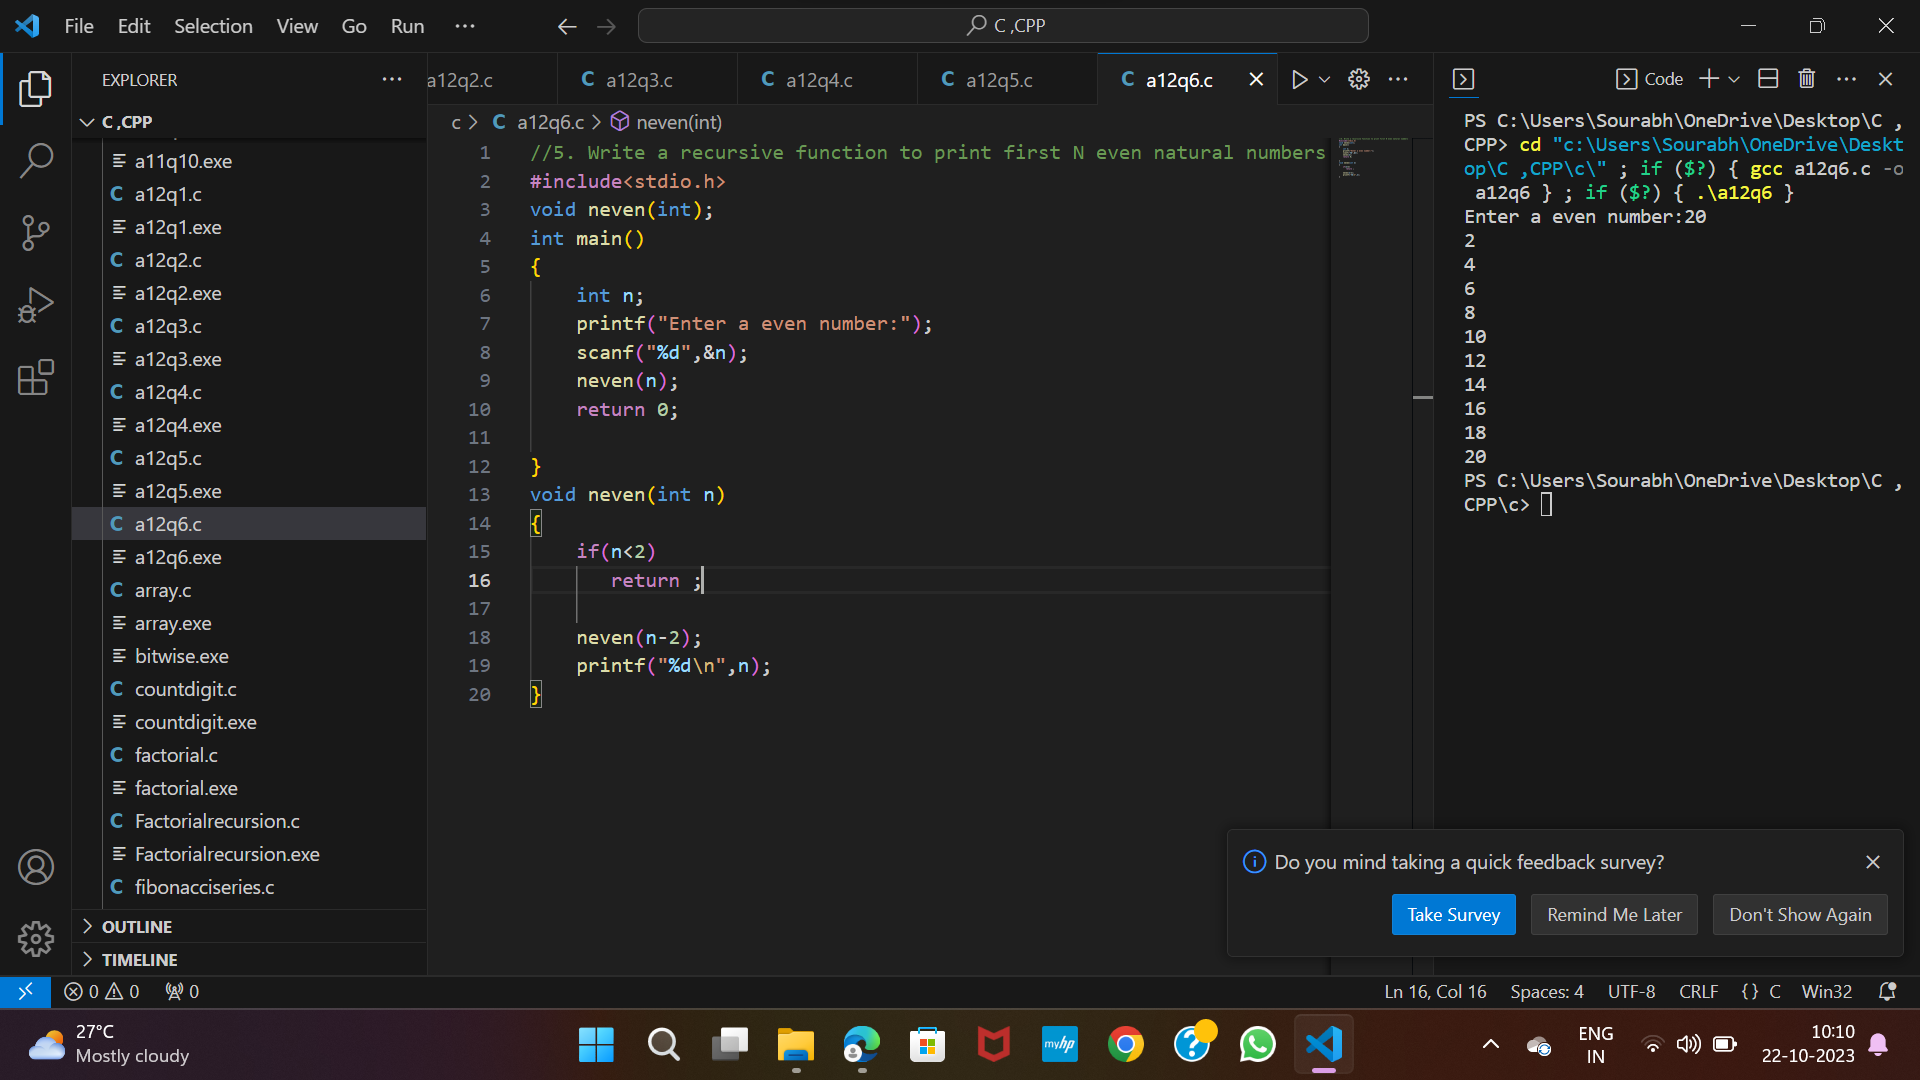 File Edit Selection View Go Run ···
C ,CPP
EXPLORER ···
C ,CPP
a11q10.exe
C a12q1.c
a12q1.exe
C a12q2.c
a12q2.exe
C a12q3.c
a12q3.exe
C a12q4.c
a12q4.exe
C a12q5.c
a12q5.exe
C a12q6.c
a12q6.exe
C array.c
array.exe
bitwise.exe
C countdigit.c
countdigit.exe
C factorial.c
factorial.exe
C Factorialrecursion.c
Factorialrecursion.exe
C fibonacciseries.c
OUTLINE
TIMELINE
a12q2.c C a12q3.c C a12q4.c C a12q5.c C a12q6.c
c > C a12q6.c > neven(int)
1 //5. Write a recursive function to print first N even natural numbers
2 #include<stdio.h>
3 void neven(int);
4 int main()
5 {
6 int n;
7 printf("Enter a even number:");
8 scanf("%d",&n);
9 neven(n);
10 return 0;
11
12 }
13 void neven(int n)
14 {
15 if(n<2)
16 return ;
17
18 neven(n-2);
19 printf("%d\n",n);
20 }
Code
PS C:\Users\Sourabh\OneDrive\Desktop\C ,
CPP> cd "c:\Users\Sourabh\OneDrive\Deskt
op\C ,CPP\c\" ; if ($?) { gcc a12q6.c -o
a12q6 } ; if ($?) { .\a12q6 }
Enter a even number:20
2
4
6
8
10
12
14
16
18
20
PS C:\Users\Sourabh\OneDrive\Desktop\C ,
CPP\c>
Do you mind taking a quick feedback survey?
Take Survey Remind Me Later Don't Show Again
0 0 0
Ln 16, Col 16 Spaces: 4 UTF-8 CRLF {} C Win32
27°C
Mostly cloudy
myhp
ENG
IN
10:10
22-10-2023